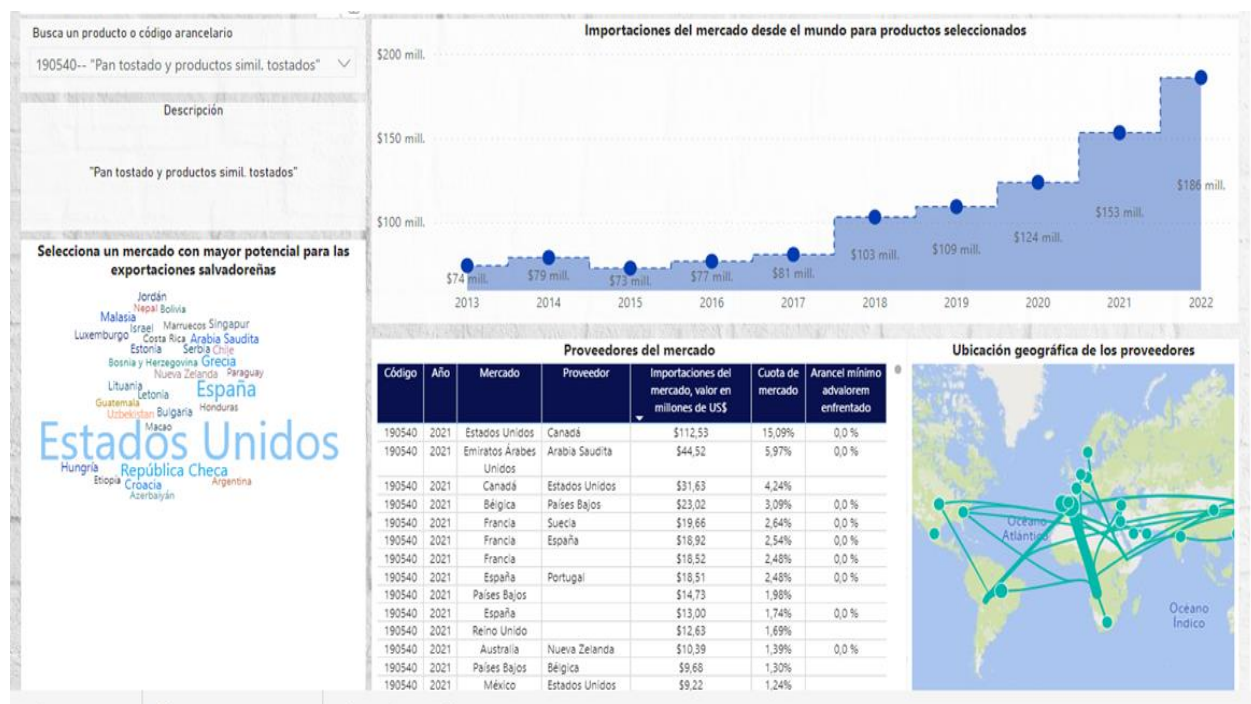 Busca un producto o código arancelario
190540-- "Pan tostado y productos simil. tostados"
Descripción
"Pan tostado y productos simil. tostados"
Selecciona un mercado con mayor potencial para las
exportaciones salvadoreñas
Jordán
Nepal Bolivia
Malasia
Israel Marruecos Singapur
Luxemburgo Costa Rica Arabia Saudita
Estonia Serbia Chile
Bosnia y Herzegovina Grecia
Nueva Zelanda Paraguay
Lituania
Letonia España
Guatemala
Uzbekistan Bulgaria Honduras
Macao
Estados Unidos
Hungría República Checa
Etiopia Croacia Argentina
Azerbaiyán
Importaciones del mercado desde el mundo para productos seleccionados
$200 mill.
$150 mill.
$100 mill.
$74 mill.
$79 mill.
$73 mill.
$77 mill.
$81 mill.
$103 mill.
$109 mill.
$124 mill.
$153 mill.
$186 mill.
2013 2014 2015 2016 2017 2018 2019 2020 2021 2022
Proveedores del mercado
Código Año Mercado Proveedor Importaciones del Cuota de Arancel mínimo
mercado, valor en mercado advalorem
millones de US$ enfrentado
190540 2021 Estados Unidos Canadá $112,53 15,09% 0,0 %
190540 2021 Emiratos Árabes Arabia Saudita $44,52 5,97% 0,0 %
Unidos
190540 2021 Canadá Estados Unidos $31,63 4,24%
190540 2021 Bélgica Países Bajos $23,02 3,09% 0,0 %
190540 2021 Francia Suecia $19,66 2,64% 0,0 %
190540 2021 Francia España $18,92 2,54% 0,0 %
190540 2021 Francia $18,52 2,48% 0,0 %
190540 2021 España Portugal $18,51 2,48% 0,0 %
190540 2021 Países Bajos $14,73 1,98%
190540 2021 España $13,00 1,74% 0,0 %
190540 2021 Reino Unido $12,63 1,69%
190540 2021 Australia Nueva Zelanda $10,39 1,39% 0,0 %
190540 2021 Países Bajos Bélgica $9,68 1,30%
190540 2021 México Estados Unidos $9,22 1,24%
Ubicación geográfica de los proveedores
Océano
Atlántico
Océano
Índico